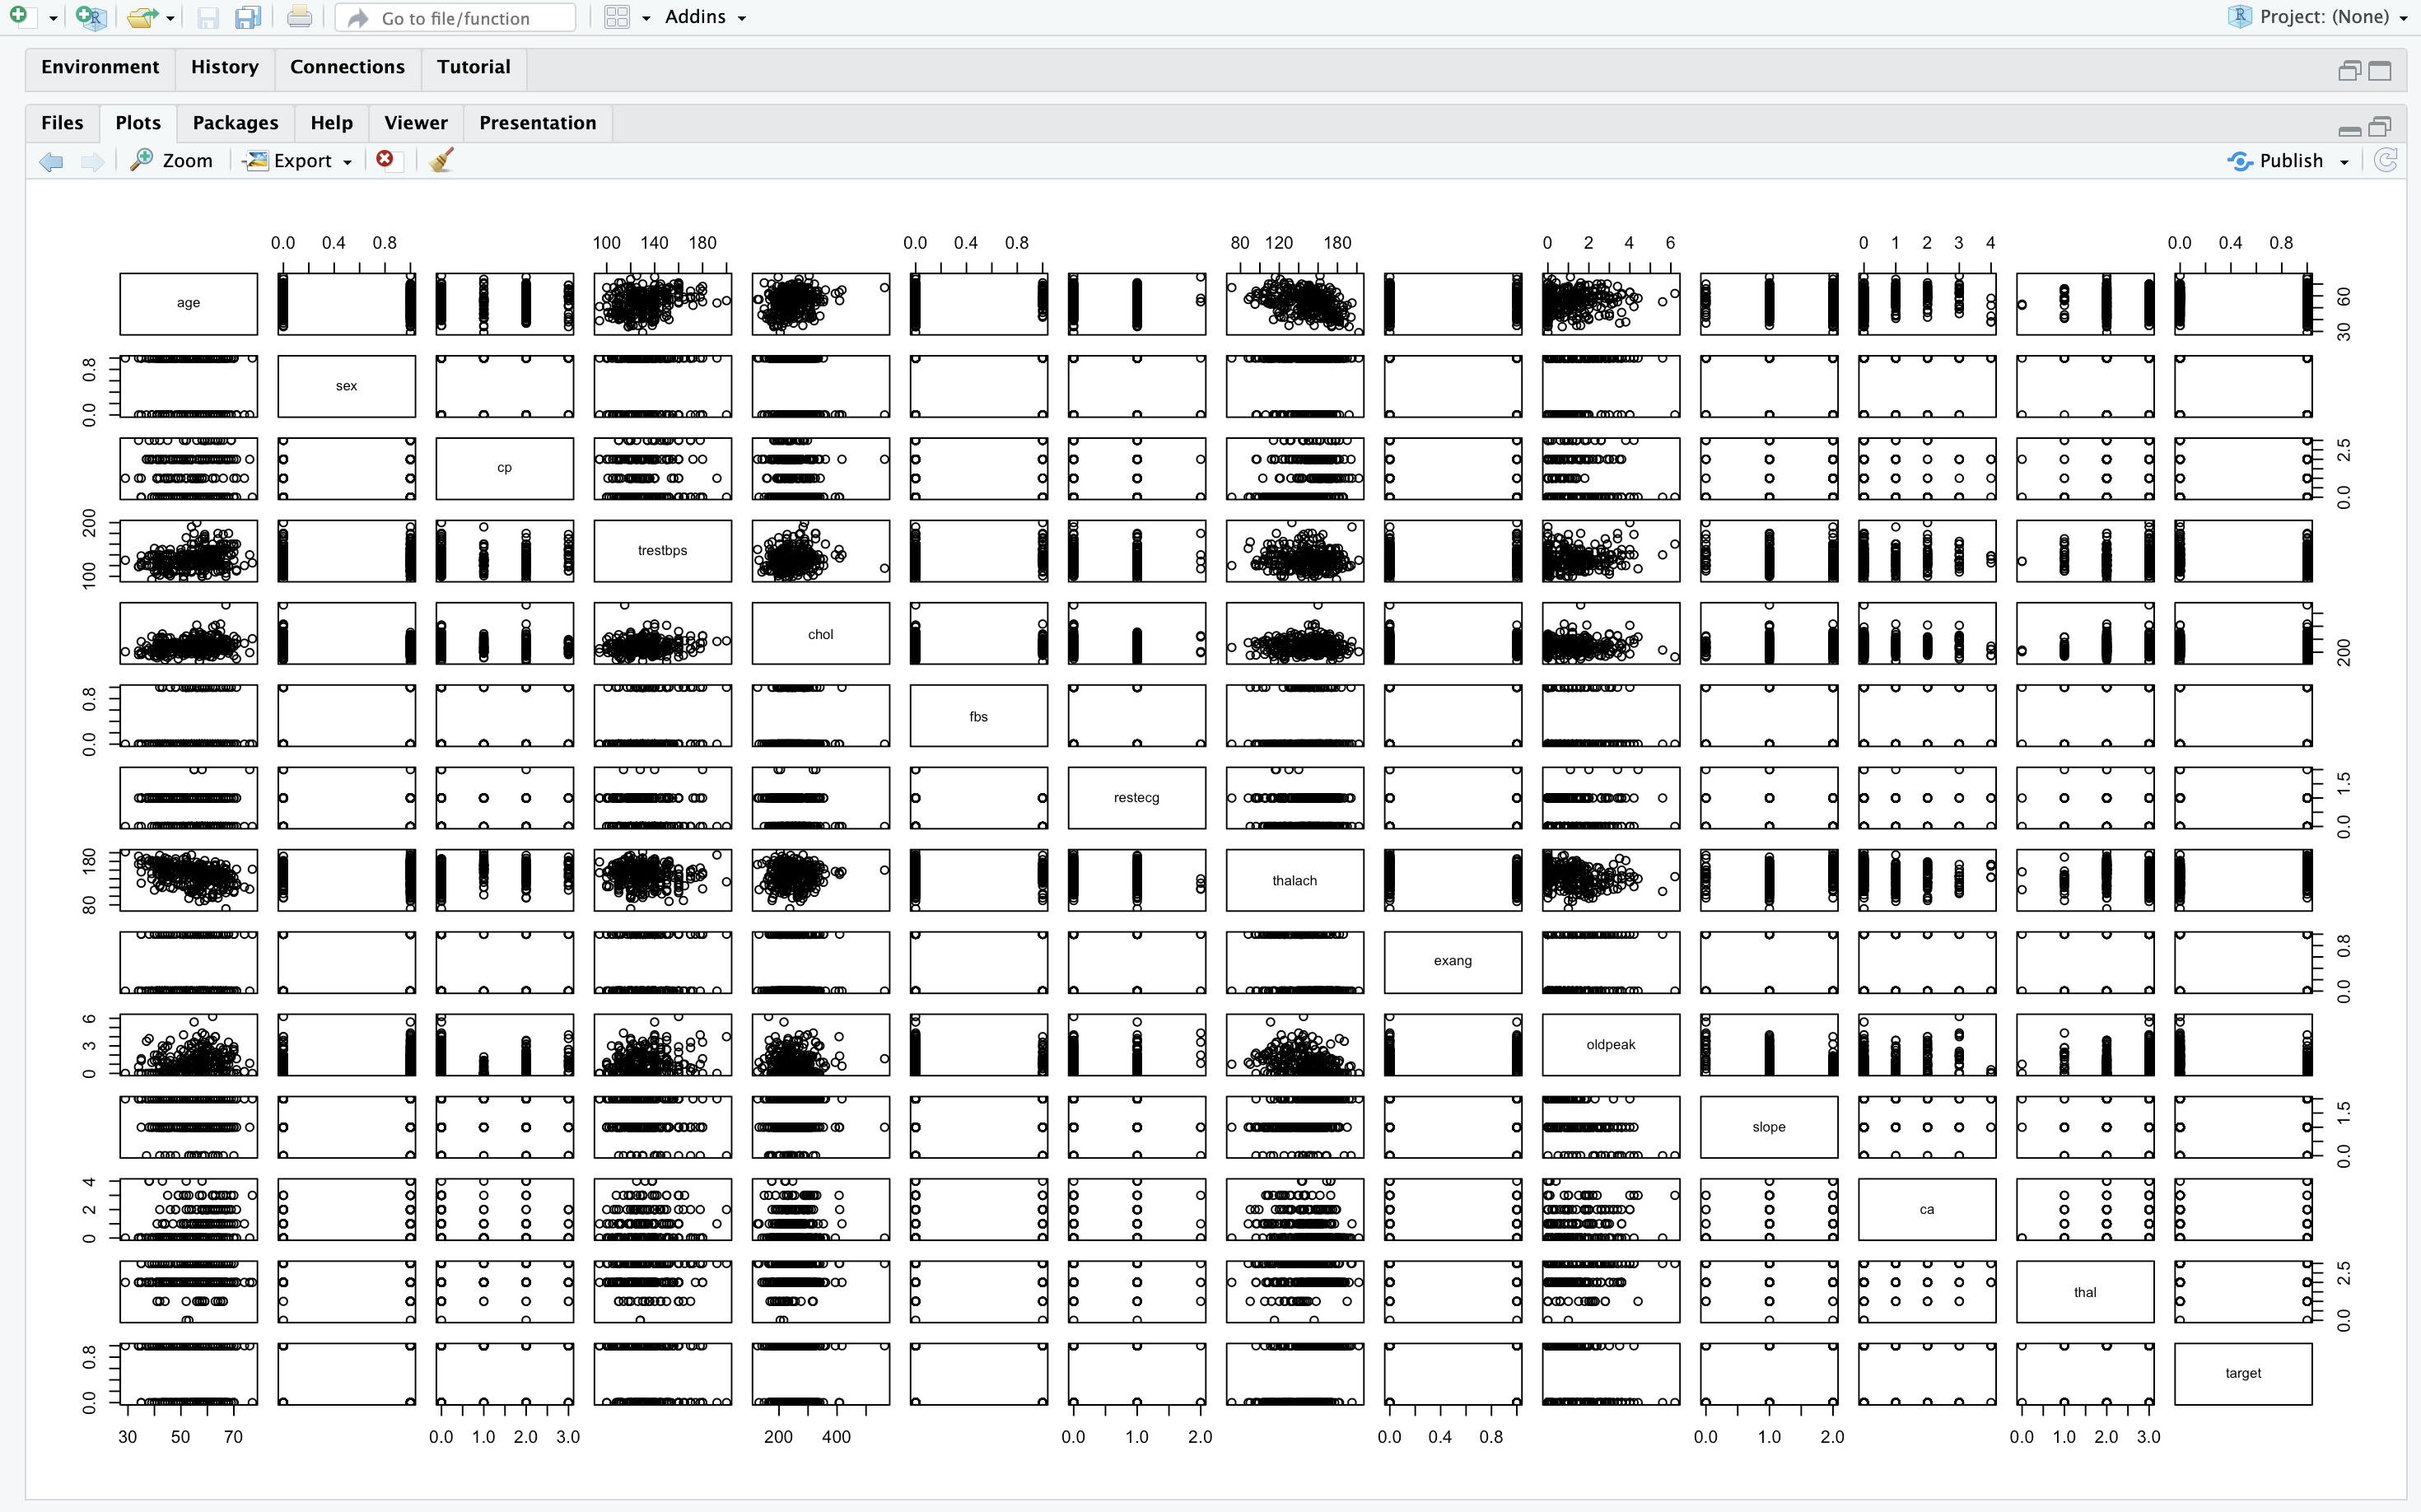 Go to file/function Addins Project: (None)
Environment History Connections Tutorial
Files Plots Packages Help Viewer Presentation
Zoom Export Publish
0.0 0.4 0.8 100 140 180 0.0 0.4 0.8 80 120 180 0 2 4 6 0 1 2 3 4 0.0 0.4 0.8
age 30 60
0.0 0.8 sex
cp 0.0 2.5
100 200 trestbps
chol 200
0.0 0.8 fbs
restecg 0.0 1.5
80 180 thalach
exang 0.0 0.8
0 3 6 oldpeak
slope 0.0 1.5
0 2 4 ca
thal 0.0 2.5
0.0 0.8 target
30 50 70 0.0 1.0 2.0 3.0 200 400 0.0 1.0 2.0 0.0 0.4 0.8 0.0 1.0 2.0 0.0 1.0 2.0 3.0